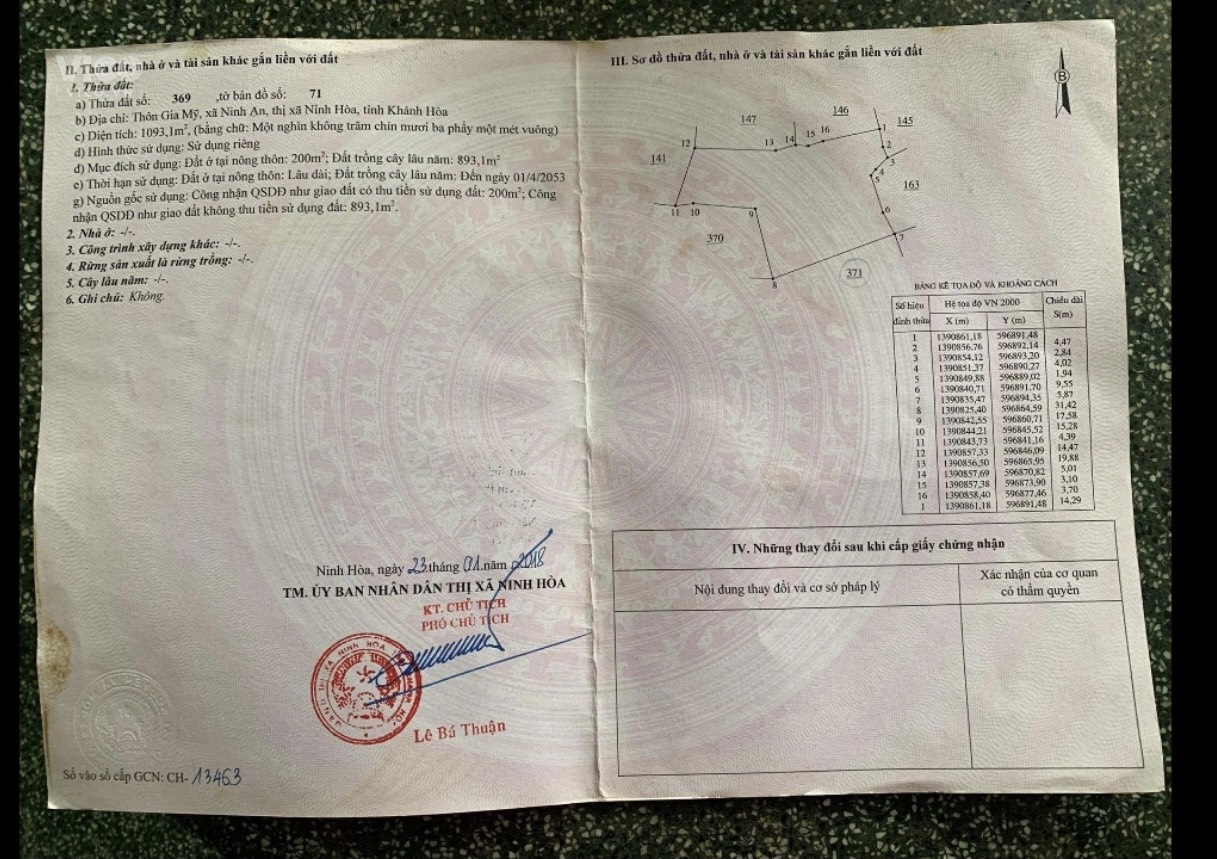 II. Thửa đất, nhà ở và tài sản khác gắn liền với đất
1. Thửa đất:
a) Thửa đất số: 369 ,tờ bản đồ số: 71
b) Địa chỉ: Thôn Gia Mỹ, xã Ninh An, thị xã Ninh Hòa, tỉnh Khánh Hòa
c) Diện tích: 1093,1m², (bằng chữ: Một nghìn không trăm chín mươi ba phẩy một mét vuông)
d) Hình thức sử dụng: Sử dụng riêng
đ) Mục đích sử dụng: Đất ở tại nông thôn: 200m²; Đất trồng cây lâu năm: 893,1m²
e) Thời hạn sử dụng: Đất ở tại nông thôn: Lâu dài; Đất trồng cây lâu năm: Đến ngày 01/4/2053
g) Nguồn gốc sử dụng: Công nhận QSDĐ như giao đất có thu tiền sử dụng đất: 200m²; Công
nhận QSDĐ như giao đất không thu tiền sử dụng đất: 893,1m².
2. Nhà ở: -/-.
3. Công trình xây dựng khác: -/-.
4. Rừng sản xuất là rừng trồng: -/-.
5. Cây lâu năm: -/-.
6. Ghi chú: Không.
Ninh Hòa, ngày 23 tháng 01 năm 2018
TM. ỦY BAN NHÂN DÂN THỊ XÃ NINH HÒA
KT. CHỦ TỊCH
PHÓ CHỦ TỊCH
Lê Bá Thuận
Số vào sổ cấp GCN: CH- 13463
III. Sơ đồ thửa đất, nhà ở và tài sản khác gắn liền với đất
B
147
146
145
141
163
370
371
12
13
14
15
16
1
2
3
4
5
6
7
8
9
10
11
BẢNG KÊ TỌA ĐỘ VÀ KHOẢNG CÁCH
Số hiệu đỉnh thửa
Hệ tọa độ VN 2000
Chiều dài S(m)
X (m) Y (m)
1 1390861,18 596891,48
4,47
2 1390856,76 596892,14
2,84
3 1390854,12 596893,20
4,02
4 1390851,37 596890,27
1,94
5 1390849,88 596889,02
9,55
6 1390840,71 596891,70
5,87
7 1390835,47 596894,35
31,42
8 1390825,40 596864,59
17,58
9 1390842,55 596860,71
15,28
10 1390844,21 596845,52
4,39
11 1390843,73 596841,16
14,47
12 1390857,33 596846,09
19,88
13 1390856,50 596865,95
5,01
14 1390857,69 596870,82
3,10
15 1390857,38 596873,90
3,70
16 1390858,40 596877,46
14,29
1 1390861,18 596891,48
IV. Những thay đổi sau khi cấp giấy chứng nhận
Nội dung thay đổi và cơ sở pháp lý
Xác nhận của cơ quan
có thẩm quyền